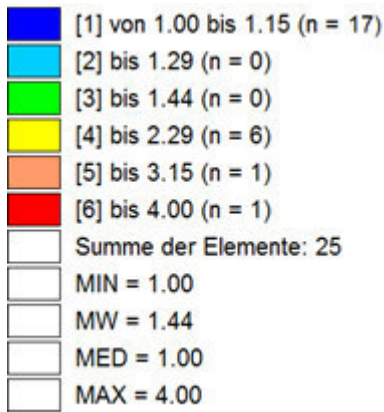 [1] von 1.00 bis 1.15 (n = 17)
[2] bis 1.29 (n = 0)
[3] bis 1.44 (n = 0)
[4] bis 2.29 (n = 6)
[5] bis 3.15 (n = 1)
[6] bis 4.00 (n = 1)
Summe der Elemente: 25
MIN = 1.00
MW = 1.44
MED = 1.00
MAX = 4.00